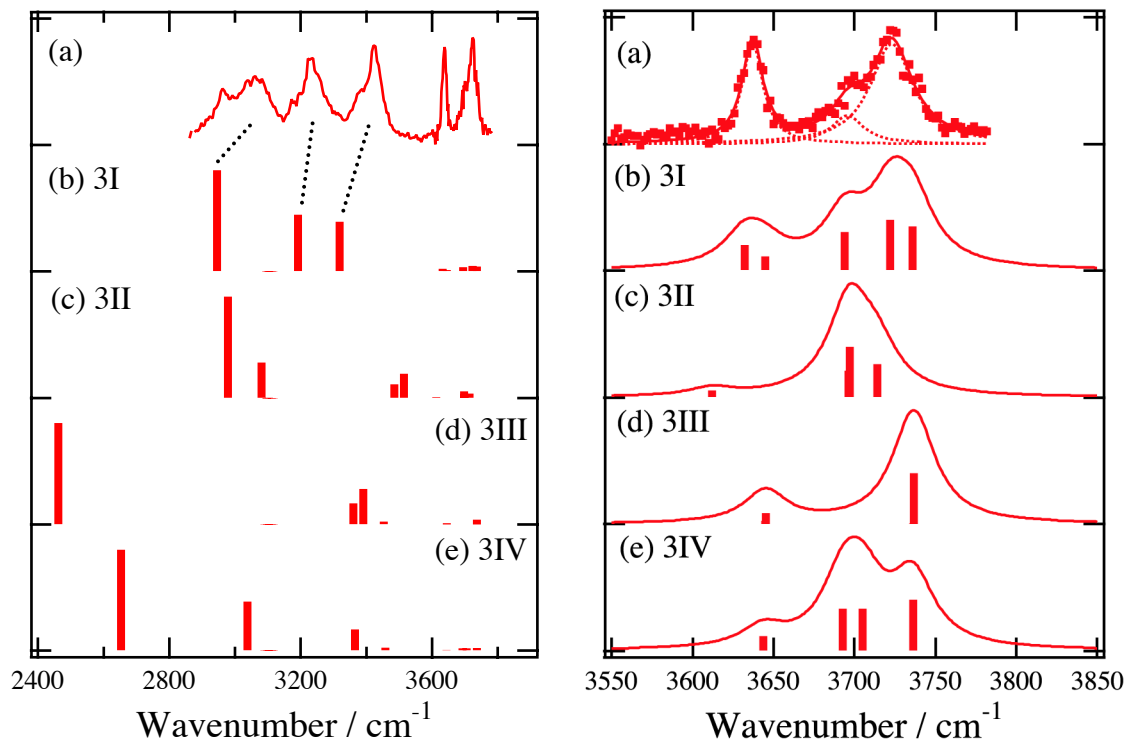 (a)
(b) 3I
(c) 3II
(d) 3III
(e) 3IV
2400 2800 3200 3600
Wavenumber / cm-1
(a)
(b) 3I
(c) 3II
(d) 3III
(e) 3IV
3550 3600 3650 3700 3750 3800 3850
Wavenumber / cm-1